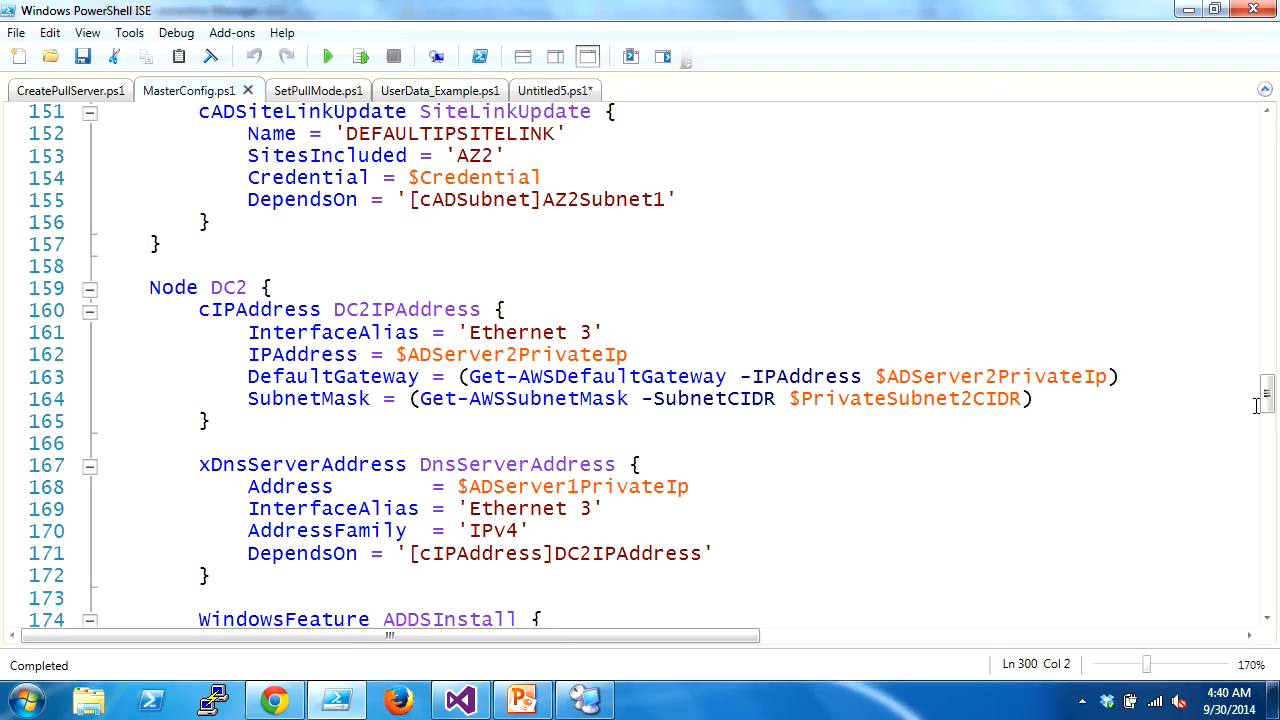 Windows PowerShell ISE
File Edit View Tools Debug Add-ons Help
CreatePullServer.ps1 MasterConfig.ps1 SetPullMode.ps1 UserData_Example.ps1 Untitled5.ps1*
151 cADSiteLinkUpdate SiteLinkUpdate {
152 Name = 'DEFAULTIPSITELINK'
153 SitesIncluded = 'AZ2'
154 Credential = $Credential
155 DependsOn = '[cADSubnet]AZ2Subnet1'
156 }
157 }
158
159 Node DC2 {
160 cIPAddress DC2IPAddress {
161 InterfaceAlias = 'Ethernet 3'
162 IPAddress = $ADServer2PrivateIp
163 DefaultGateway = (Get-AWSDefaultGateway -IPAddress $ADServer2PrivateIp)
164 SubnetMask = (Get-AWSSubnetMask -SubnetCIDR $PrivateSubnet2CIDR)
165 }
166
167 xDnsServerAddress DnsServerAddress {
168 Address = $ADServer1PrivateIp
169 InterfaceAlias = 'Ethernet 3'
170 AddressFamily = 'IPv4'
171 DependsOn = '[cIPAddress]DC2IPAddress'
172 }
173
174 WindowsFeature ADDSInstall {
Completed Ln 300 Col 2 170%
4:40 AM
9/30/2014